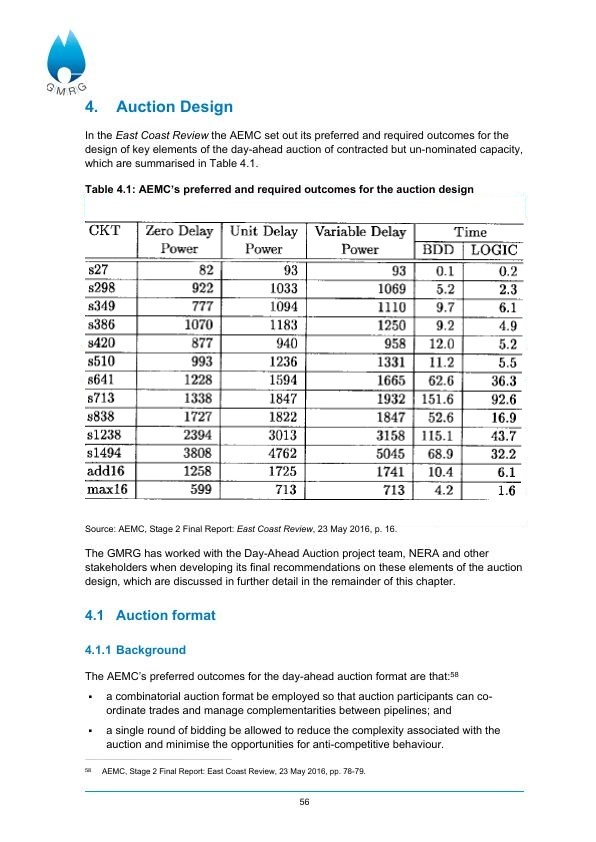 GMRG
4. Auction Design
In the East Coast Review the AEMC set out its preferred and required outcomes for the
design of key elements of the day-ahead auction of contracted but un-nominated capacity,
which are summarised in Table 4.1.
Table 4.1: AEMC's preferred and required outcomes for the auction design
CKT Zero Delay Power Unit Delay Power Variable Delay Power Time
BDD LOGIC
s27 82 93 93 0.1 0.2
s298 922 1033 1069 5.2 2.3
s349 777 1094 1110 9.7 6.1
s386 1070 1183 1250 9.2 4.9
s420 877 940 958 12.0 5.2
s510 993 1236 1331 11.2 5.5
s641 1228 1594 1665 62.6 36.3
s713 1338 1847 1932 151.6 92.6
s838 1727 1822 1847 52.6 16.9
s1238 2394 3013 3158 115.1 43.7
s1494 3808 4762 5045 68.9 32.2
add16 1258 1725 1741 10.4 6.1
max16 599 713 713 4.2 1.6
Source: AEMC, Stage 2 Final Report: East Coast Review, 23 May 2016, p. 16.
The GMRG has worked with the Day-Ahead Auction project team, NERA and other
stakeholders when developing its final recommendations on these elements of the auction
design, which are discussed in further detail in the remainder of this chapter.
4.1 Auction format
4.1.1 Background
The AEMC's preferred outcomes for the day-ahead auction format are that:58
▪ a combinatorial auction format be employed so that auction participants can co-
ordinate trades and manage complementarities between pipelines; and
▪ a single round of bidding be allowed to reduce the complexity associated with the
auction and minimise the opportunities for anti-competitive behaviour.
58 AEMC, Stage 2 Final Report: East Coast Review, 23 May 2016, pp. 78-79.
56